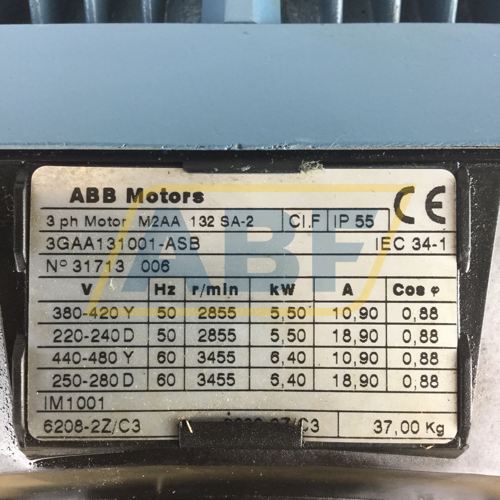 ABB Motors CE
3 ph Motor M2AA 132 SA-2 Cl.F IP 55
3GAA131001-ASB IEC 34-1
Nº 31713 006
V Hz r/min kW A Cos φ
380-420 Y 50 2855 5,50 10,90 0,88
220-240 D 50 2855 5,50 18,90 0,88
440-480 Y 60 3455 6,40 10,90 0,88
250-280 D 60 3455 6,40 18,90 0,88
IM1001
6208-2Z/C3 /C3 37,00 Kg
ABF